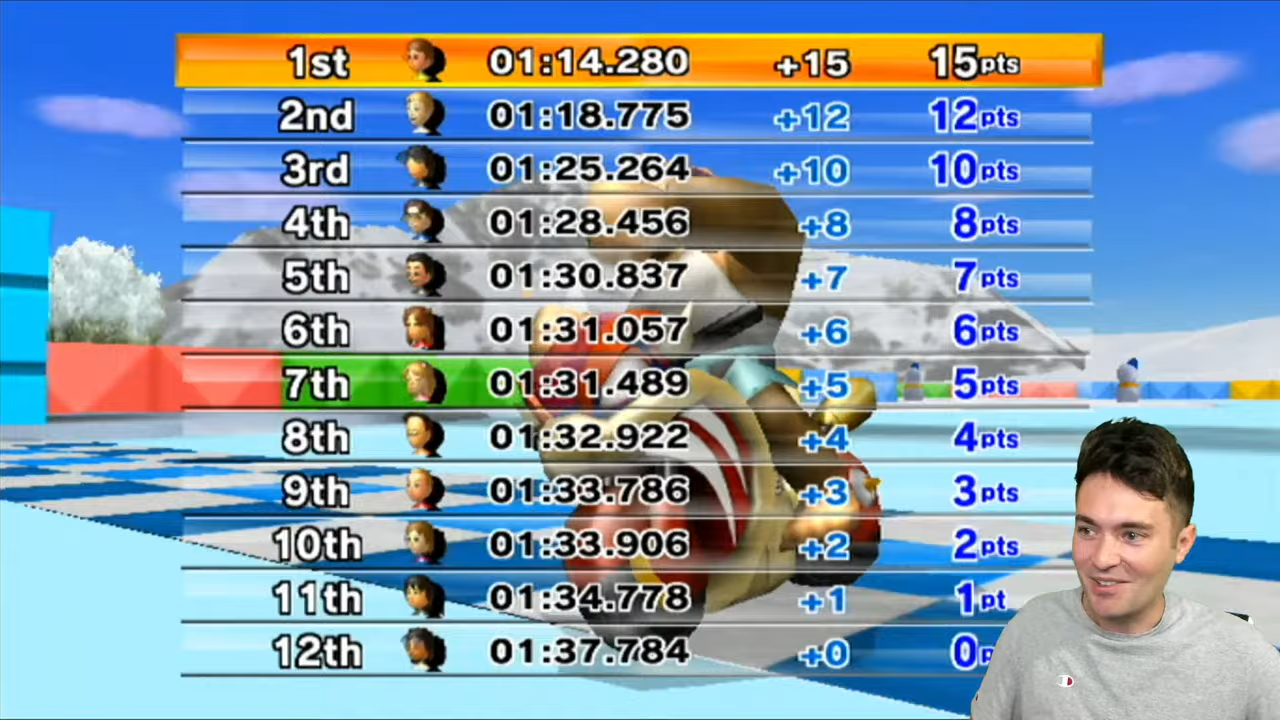 1st 01:14.280 +15 15pts
2nd 01:18.775 +12 12pts
3rd 01:25.264 +10 10pts
4th 01:28.456 +8 8pts
5th 01:30.837 +7 7pts
6th 01:31.057 +6 6pts
7th 01:31.489 +5 5pts
8th 01:32.922 +4 4pts
9th 01:33.786 +3 3pts
10th 01:33.906 +2 2pts
11th 01:34.778 +1 1pt
12th 01:37.784 +0 0p